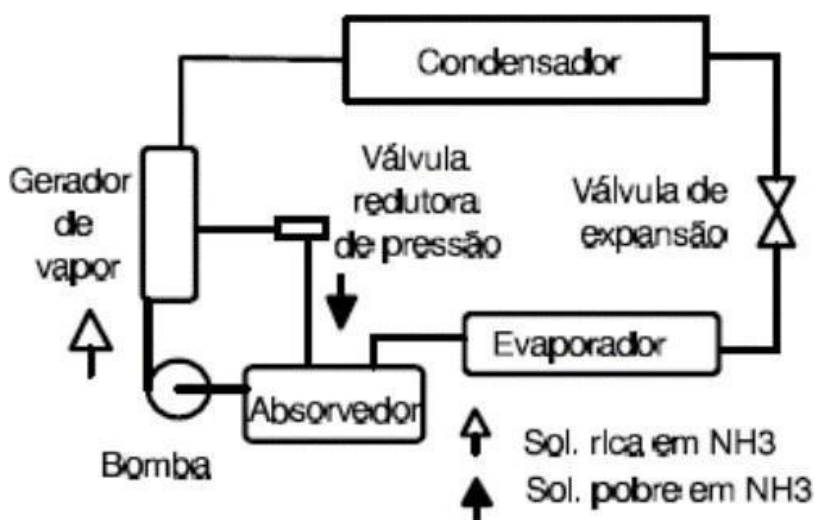 Condensador
Gerador
de
vapor
Válvula
redutora
de pressão
Válvula de
expansão
Evaporador
Absorvedor
Bomba
Sol. rica em NH3
Sol. pobre em NH3